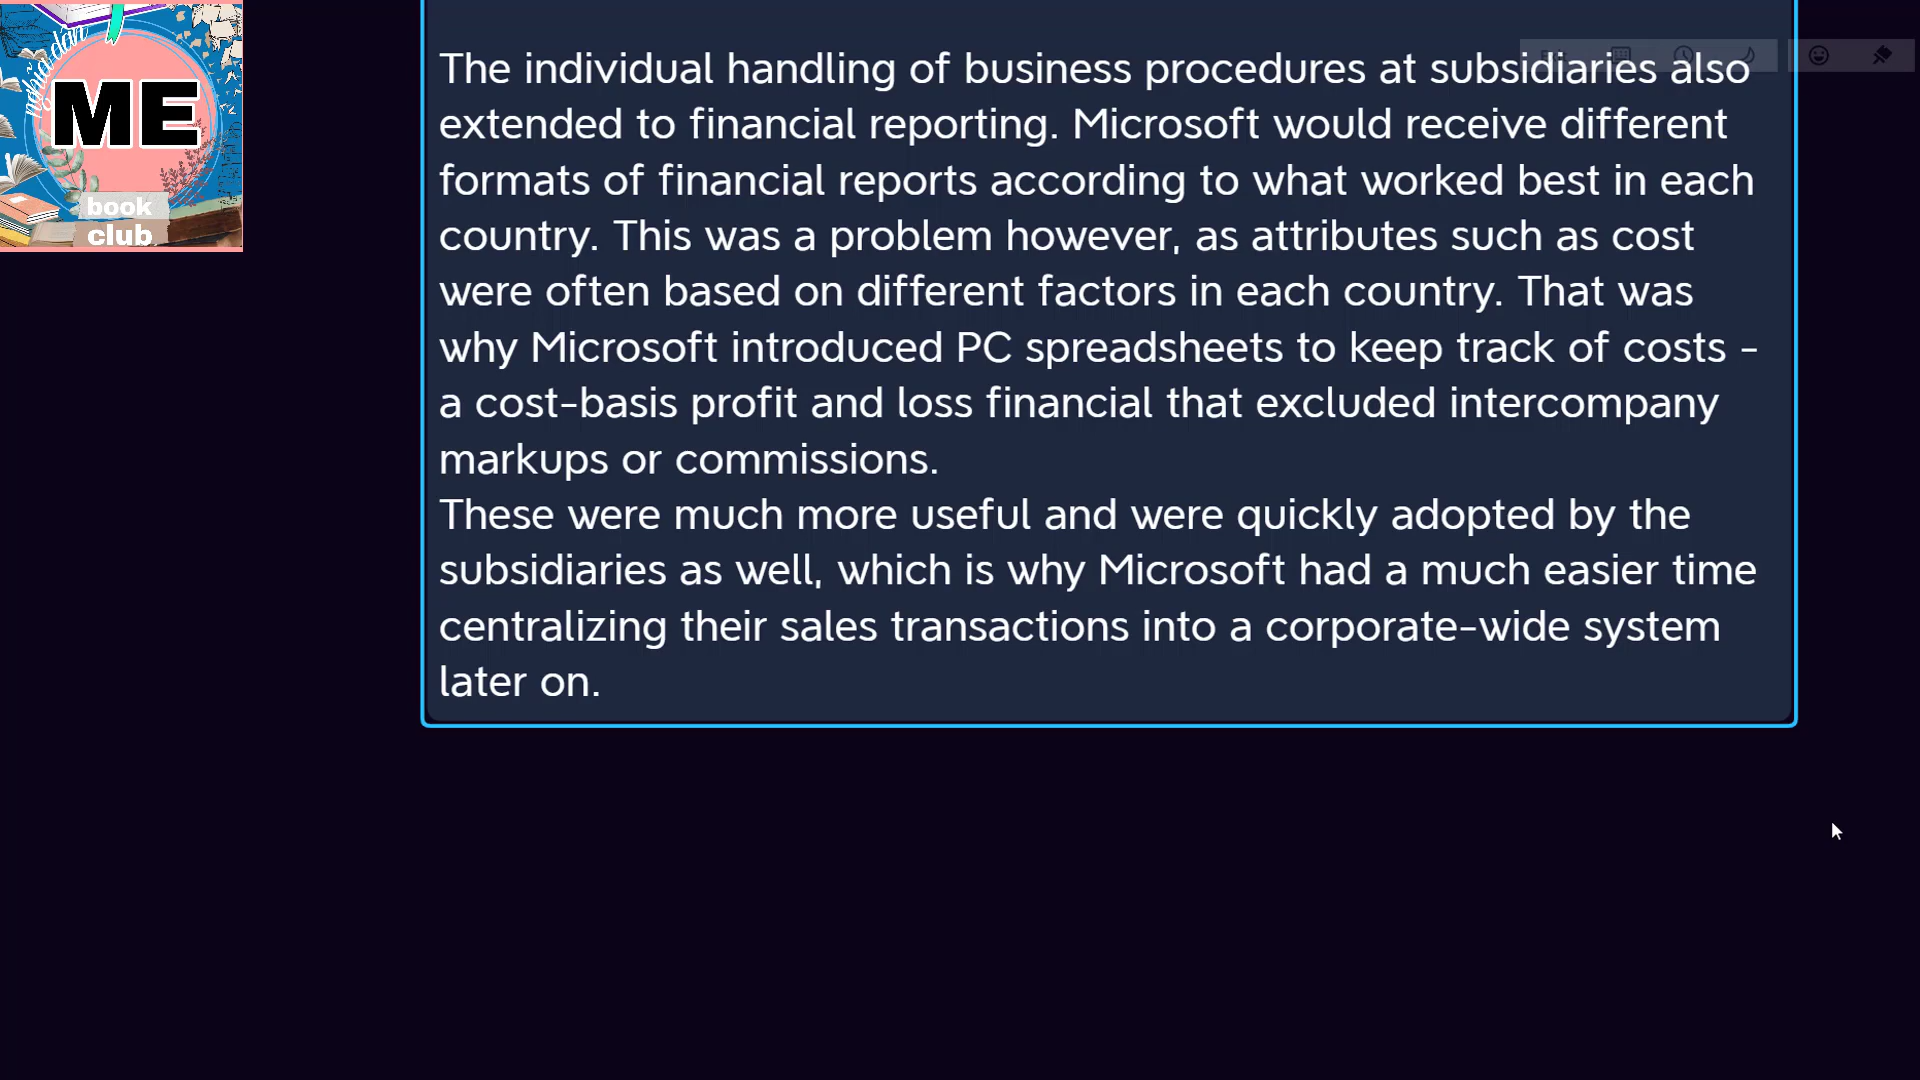 nghĩa dân
ME
book
club
The individual handling of business procedures at subsidiaries also
extended to financial reporting. Microsoft would receive different
formats of financial reports according to what worked best in each
country. This was a problem however, as attributes such as cost
were often based on different factors in each country. That was
why Microsoft introduced PC spreadsheets to keep track of costs -
a cost-basis profit and loss financial that excluded intercompany
markups or commissions.
These were much more useful and were quickly adopted by the
subsidiaries as well, which is why Microsoft had a much easier time
centralizing their sales transactions into a corporate-wide system
later on.